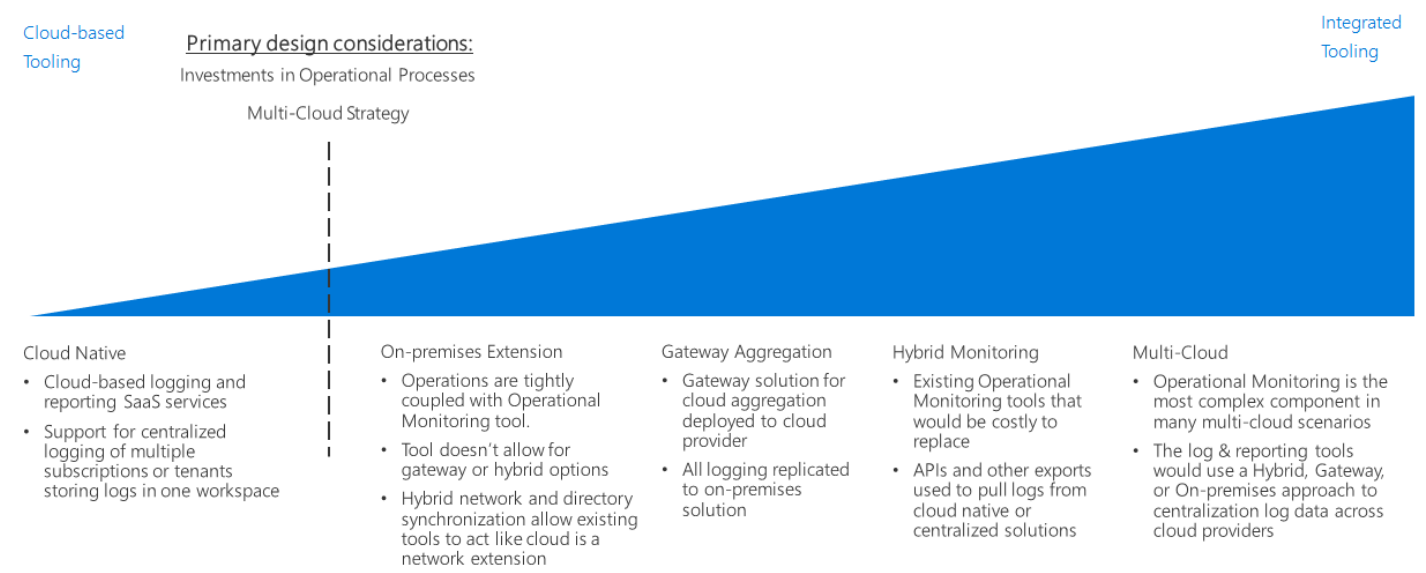 Cloud-based
Tooling
Primary design considerations:
Investments in Operational Processes
Multi-Cloud Strategy
Integrated
Tooling
Cloud Native
• Cloud-based logging and
reporting SaaS services
• Support for centralized
logging of multiple
subscriptions or tenants
storing logs in one workspace
On-premises Extension
• Operations are tightly
coupled with Operational
Monitoring tool.
• Tool doesn't allow for
gateway or hybrid options
• Hybrid network and directory
synchronization allow existing
tools to act like cloud is a
network extension
Gateway Aggregation
• Gateway solution for
cloud aggregation
deployed to cloud
provider
• All logging replicated
to on-premises
solution
Hybrid Monitoring
• Existing Operational
Monitoring tools that
would be costly to
replace
• APIs and other exports
used to pull logs from
cloud native or
centralized solutions
Multi-Cloud
• Operational Monitoring is the
most complex component in
many multi-cloud scenarios
• The log & reporting tools
would use a Hybrid, Gateway,
or On-premises approach to
centralization log data across
cloud providers